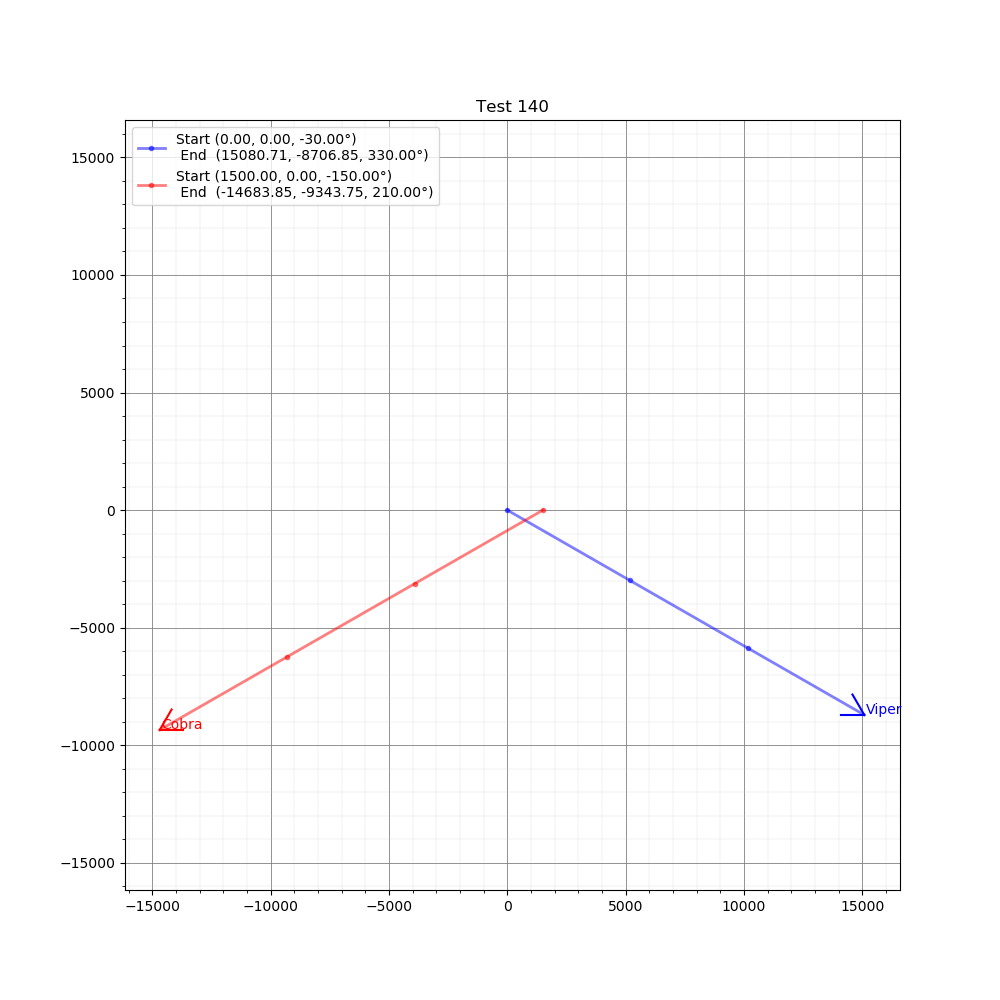 Test 140
Start (0.00, 0.00, -30.00°)
End  (15080.71, -8706.85, 330.00°)
Start (1500.00, 0.00, -150.00°)
End  (-14683.85, -9343.75, 210.00°)
15000
10000
5000
0
−5000
−10000
−15000
Cobra
Viper
−15000 −10000 −5000 0 5000 10000 15000